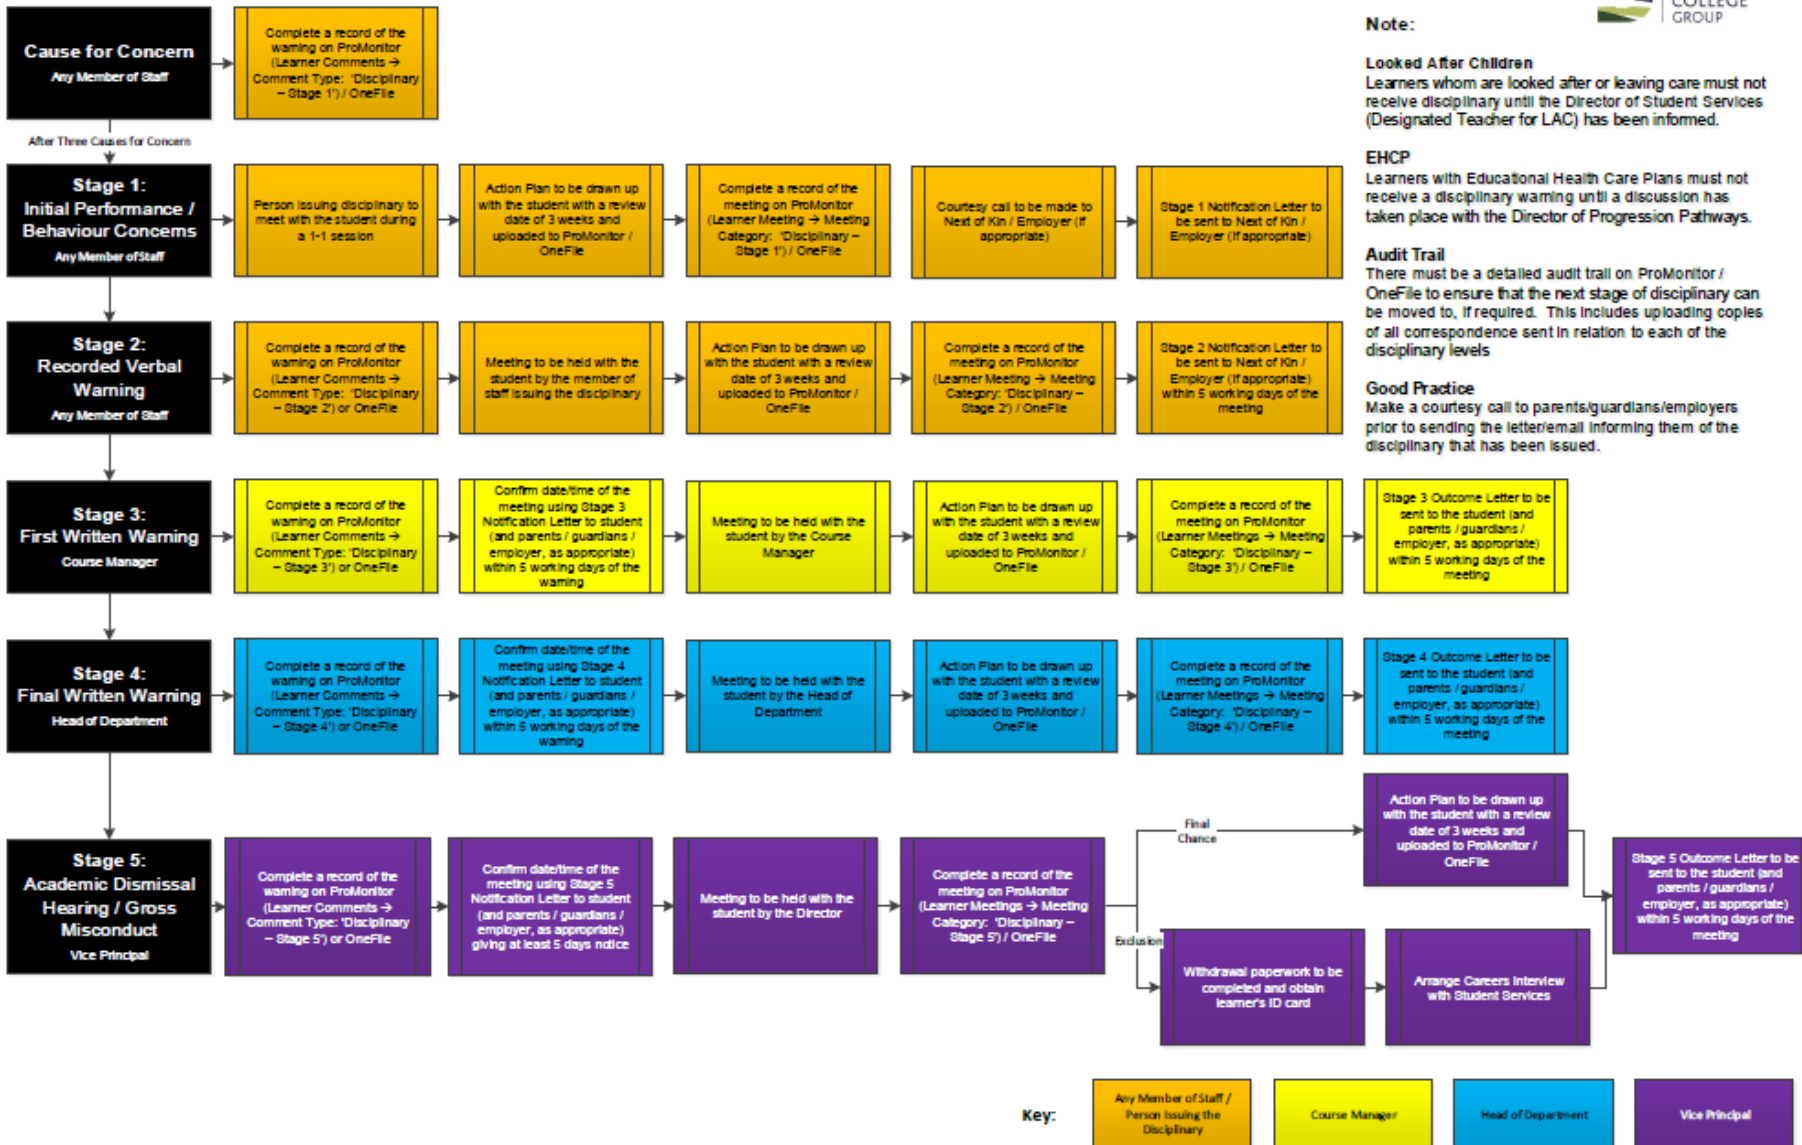 COLLEGE
GROUP
Note:
Looked After Children
Learners whom are looked after or leaving care must not
receive disciplinary until the Director of Student Services
(Designated Teacher for LAC) has been informed.
EHCP
Learners with Educational Health Care Plans must not
receive a disciplinary warning until a discussion has
taken place with the Director of Progression Pathways.
Audit Trail
There must be a detailed audit trail on ProMonitor /
OneFile to ensure that the next stage of disciplinary can
be moved to, if required. This includes uploading copies
of all correspondence sent in relation to each of the
disciplinary levels
Good Practice
Make a courtesy call to parents/guardians/employers
prior to sending the letter/email informing them of the
disciplinary that has been issued.
Cause for Concern
Any Member of Staff
Complete a record of the
warning on ProMonitor
(Learner Comments →
Comment Type: 'Disciplinary
– Stage 1') / OneFile
After Three Causes for Concern
Stage 1:
Initial Performance /
Behaviour Concerns
Any Member of Staff
Person issuing disciplinary to
meet with the student during
a 1-1 session
Action Plan to be drawn up
with the student with a review
date of 3 weeks and
uploaded to ProMonitor /
OneFile
Complete a record of the
meeting on ProMonitor
(Learner Meeting → Meeting
Category: 'Disciplinary –
Stage 1') / OneFile
Courtesy call to be made to
Next of Kin / Employer (if
appropriate)
Stage 1 Notification Letter to
be sent to Next of Kin /
Employer (if appropriate)
Stage 2:
Recorded Verbal
Warning
Any Member of Staff
Complete a record of the
warning on ProMonitor
(Learner Comments →
Comment Type: 'Disciplinary
– Stage 2') or OneFile
Meeting to be held with the
student by the member of
staff issuing the disciplinary
Action Plan to be drawn up
with the student with a review
date of 3 weeks and
uploaded to ProMonitor /
OneFile
Complete a record of the
meeting on ProMonitor
(Learner Meeting → Meeting
Category: 'Disciplinary –
Stage 2') / OneFile
Stage 2 Notification Letter to
be sent to Next of Kin /
Employer (if appropriate)
within 5 working days of the
meeting
Stage 3:
First Written Warning
Course Manager
Complete a record of the
warning on ProMonitor
(Learner Comments →
Comment Type: 'Disciplinary
– Stage 3') or OneFile
Confirm date/time of the
meeting using Stage 3
Notification Letter to student
(and parents / guardians /
employer, as appropriate)
within 5 working days of the
warning
Meeting to be held with the
student by the Course
Manager
Action Plan to be drawn up
with the student with a review
date of 3 weeks and
uploaded to ProMonitor /
OneFile
Complete a record of the
meeting on ProMonitor
(Learner Meetings → Meeting
Category: 'Disciplinary –
Stage 3') / OneFile
Stage 3 Outcome Letter to be
sent to the student (and
parents / guardians /
employer, as appropriate)
within 5 working days of the
meeting
Stage 4:
Final Written Warning
Head of Department
Complete a record of the
warning on ProMonitor
(Learner Comments →
Comment Type: 'Disciplinary
– Stage 4') or OneFile
Confirm date/time of the
meeting using Stage 4
Notification Letter to student
(and parents / guardians /
employer, as appropriate)
within 5 working days of the
warning
Meeting to be held with the
student by the Head of
Department
Action Plan to be drawn up
with the student with a review
date of 3 weeks and
uploaded to ProMonitor /
OneFile
Complete a record of the
meeting on ProMonitor
(Learner Meetings → Meeting
Category: 'Disciplinary –
Stage 4') / OneFile
Stage 4 Outcome Letter to be
sent to the student (and
parents / guardians /
employer, as appropriate)
within 5 working days of the
meeting
Stage 5:
Academic Dismissal
Hearing / Gross
Misconduct
Vice Principal
Complete a record of the
warning on ProMonitor
(Learner Comments →
Comment Type: 'Disciplinary
– Stage 5') or OneFile
Confirm date/time of the
meeting using Stage 5
Notification Letter to student
(and parents / guardians /
employer, as appropriate)
giving at least 5 days notice
Meeting to be held with the
student by the Director
Complete a record of the
meeting on ProMonitor
(Learner Meetings → Meeting
Category: 'Disciplinary –
Stage 5') / OneFile
Final
Chance
Action Plan to be drawn up
with the student with a review
date of 3 weeks and
uploaded to ProMonitor /
OneFile
Exclusion
Withdrawal paperwork to be
completed and obtain
learner's ID card
Arrange Careers Interview
with Student Services
Stage 5 Outcome Letter to be
sent to the student (and
parents / guardians /
employer, as appropriate)
within 5 working days of the
meeting
Key:
Any Member of Staff /
Person Issuing the
Disciplinary
Course Manager
Head of Department
Vice Principal